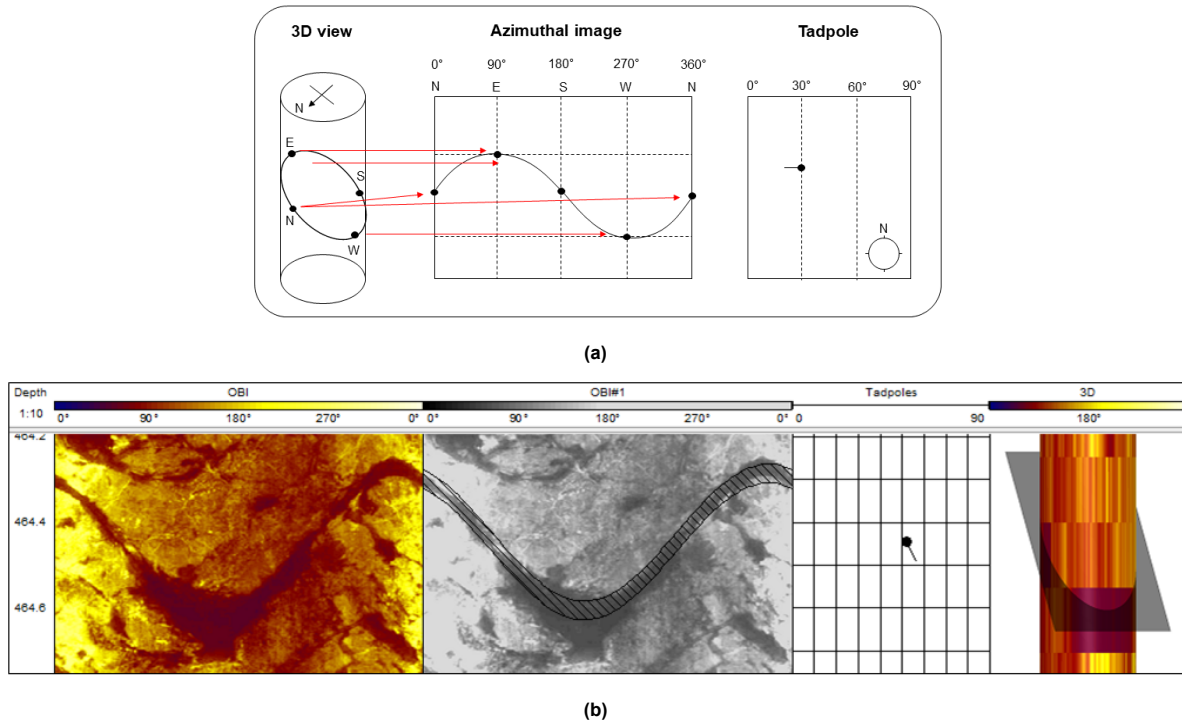 3D view Azimuthal image Tadpole
0° 90° 180° 270° 360° 0° 30° 60° 90°
N E S W N
N
E
S
N
W
N
(a)
Depth OBI OBI#1 Tadpoles 3D
1:10 0° 90° 180° 270° 0° 0° 90° 180° 270° 0° 0 90 180°
464.2
464.4
464.6
(b)